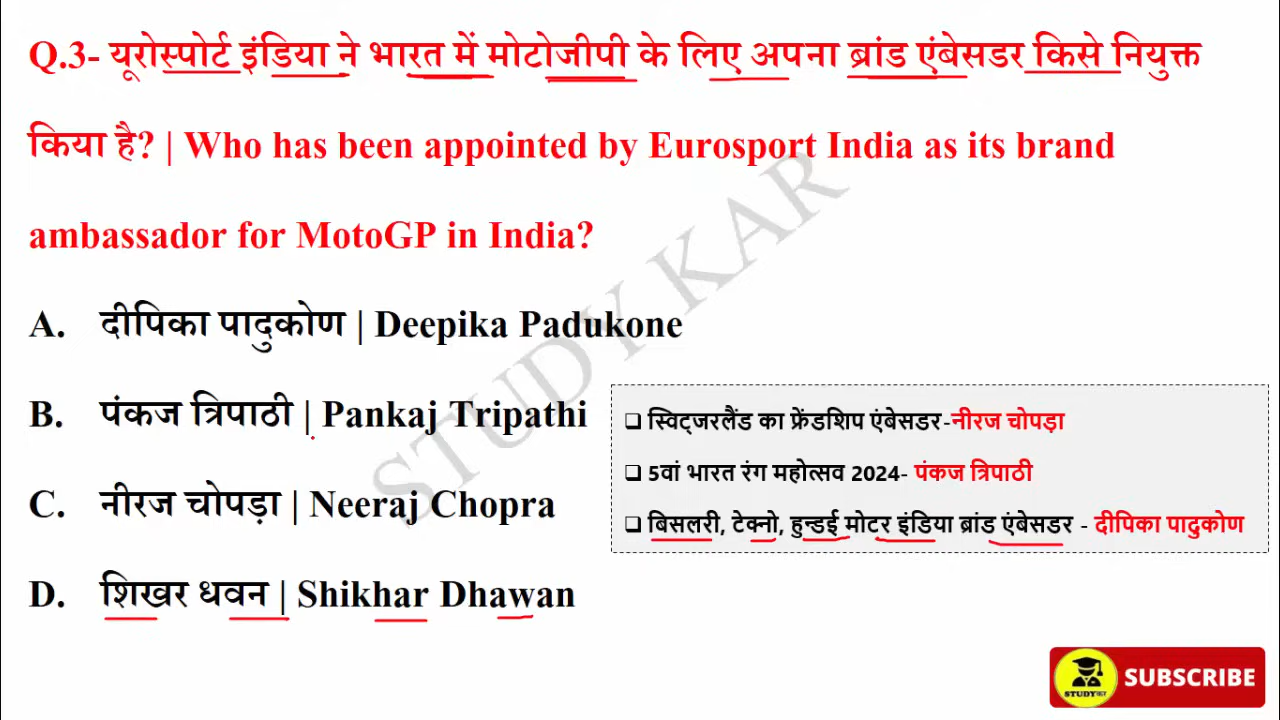 Q.3- यूरोस्पोर्ट इंडिया ने भारत में मोटोजीपी के लिए अपना ब्रांड एंबेसडर किसे नियुक्त
किया है? | Who has been appointed by Eurosport India as its brand
ambassador for MotoGP in India?
A. दीपिका पादुकोण | Deepika Padukone
B. पंकज त्रिपाठी | Pankaj Tripathi
C. नीरज चोपड़ा | Neeraj Chopra
D. शिखर धवन | Shikhar Dhawan
स्विट्जरलैंड का फ्रेंडशिप एंबेसडर-नीरज चोपड़ा
5वां भारत रंग महोत्सव 2024- पंकज त्रिपाठी
बिसलरी, टेक्नो, हुन्डई मोटर इंडिया ब्रांड एंबेसडर - दीपिका पादुकोण
STUDY KAR
STUDYकर
SUBSCRIBE